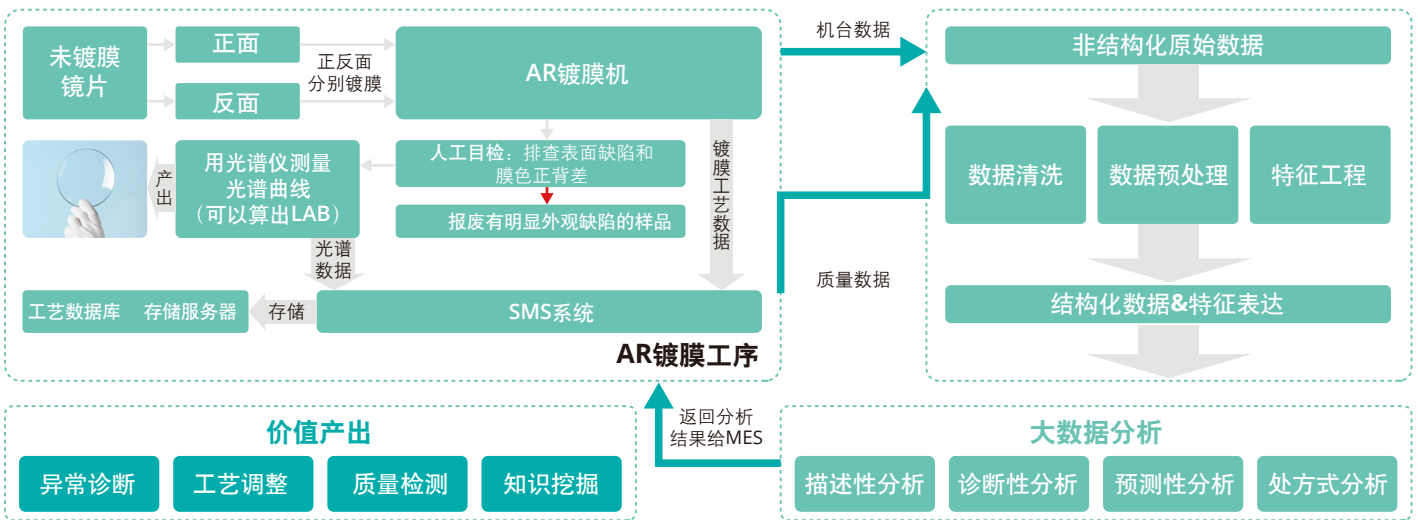 未镀膜
镜片
正面
反面
正反面
分别镀膜
AR镀膜机
人工目检：排查表面缺陷和
膜色正背差
报废有明显外观缺陷的样品
用光谱仪测量
光谱曲线
（可以算出LAB）
产出
镀膜工艺数据
光谱
数据
工艺数据库 存储服务器
存储
SMS系统
AR镀膜工序
机台数据
质量数据
非结构化原始数据
数据清洗
数据预处理
特征工程
结构化数据&特征表达
价值产出
异常诊断
工艺调整
质量检测
知识挖掘
返回分析
结果给MES
大数据分析
描述性分析
诊断性分析
预测性分析
处方式分析